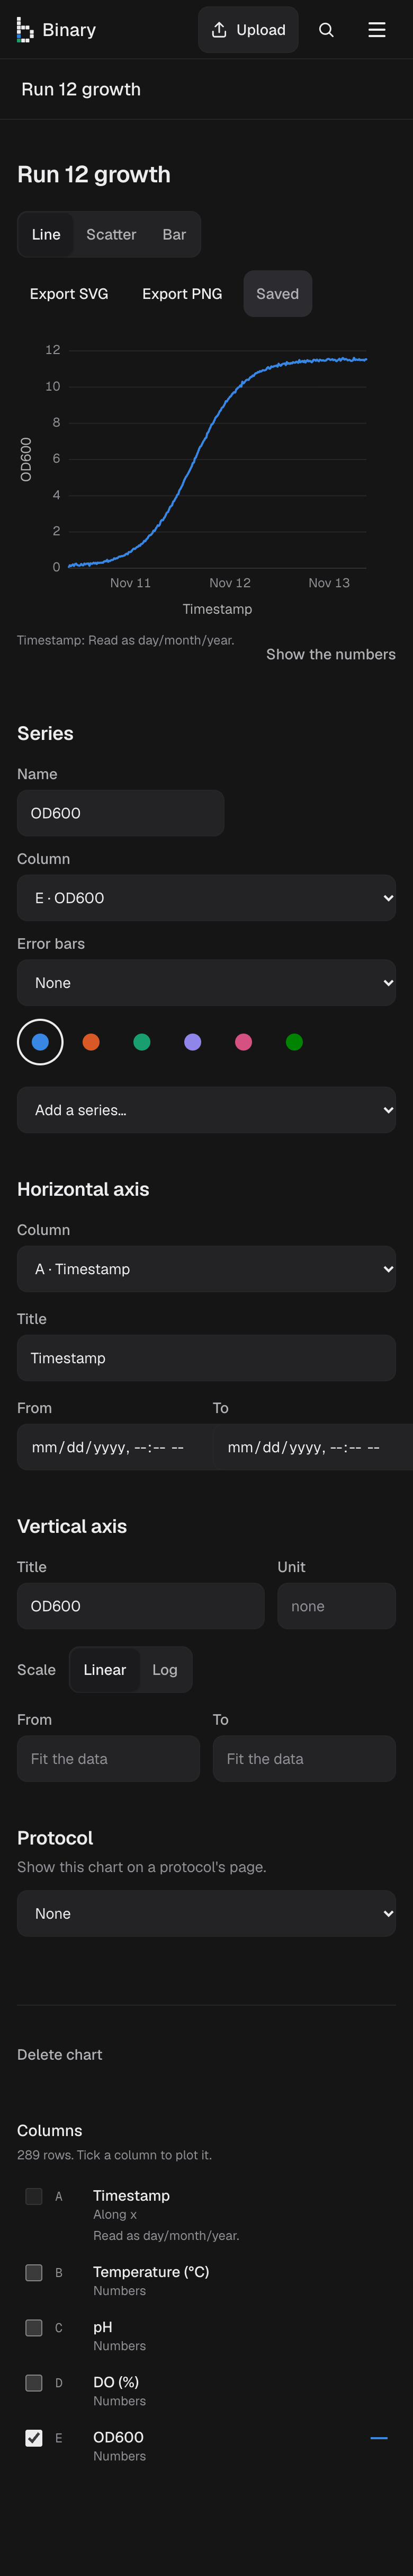 Binary
Upload
Run 12 growth
Run 12 growth
Line Scatter Bar
Export SVG Export PNG Saved
12
10
8
6
4
2
0
OD600
Nov 11 Nov 12 Nov 13
Timestamp
Timestamp: Read as day/month/year.
Show the numbers
Series
Name
OD600
Column
E · OD600
Error bars
None
Add a series...
Horizontal axis
Column
A · Timestamp
Title
Timestamp
From To
mm/dd/yyyy, --:-- -- mm/dd/yyyy, --:-- --
Vertical axis
Title Unit
OD600 none
Scale Linear Log
From To
Fit the data Fit the data
Protocol
Show this chart on a protocol's page.
None
Delete chart
Columns
289 rows. Tick a column to plot it.
A Timestamp
Along x
Read as day/month/year.
B Temperature (°C)
Numbers
C pH
Numbers
D DO (%)
Numbers
E OD600
Numbers